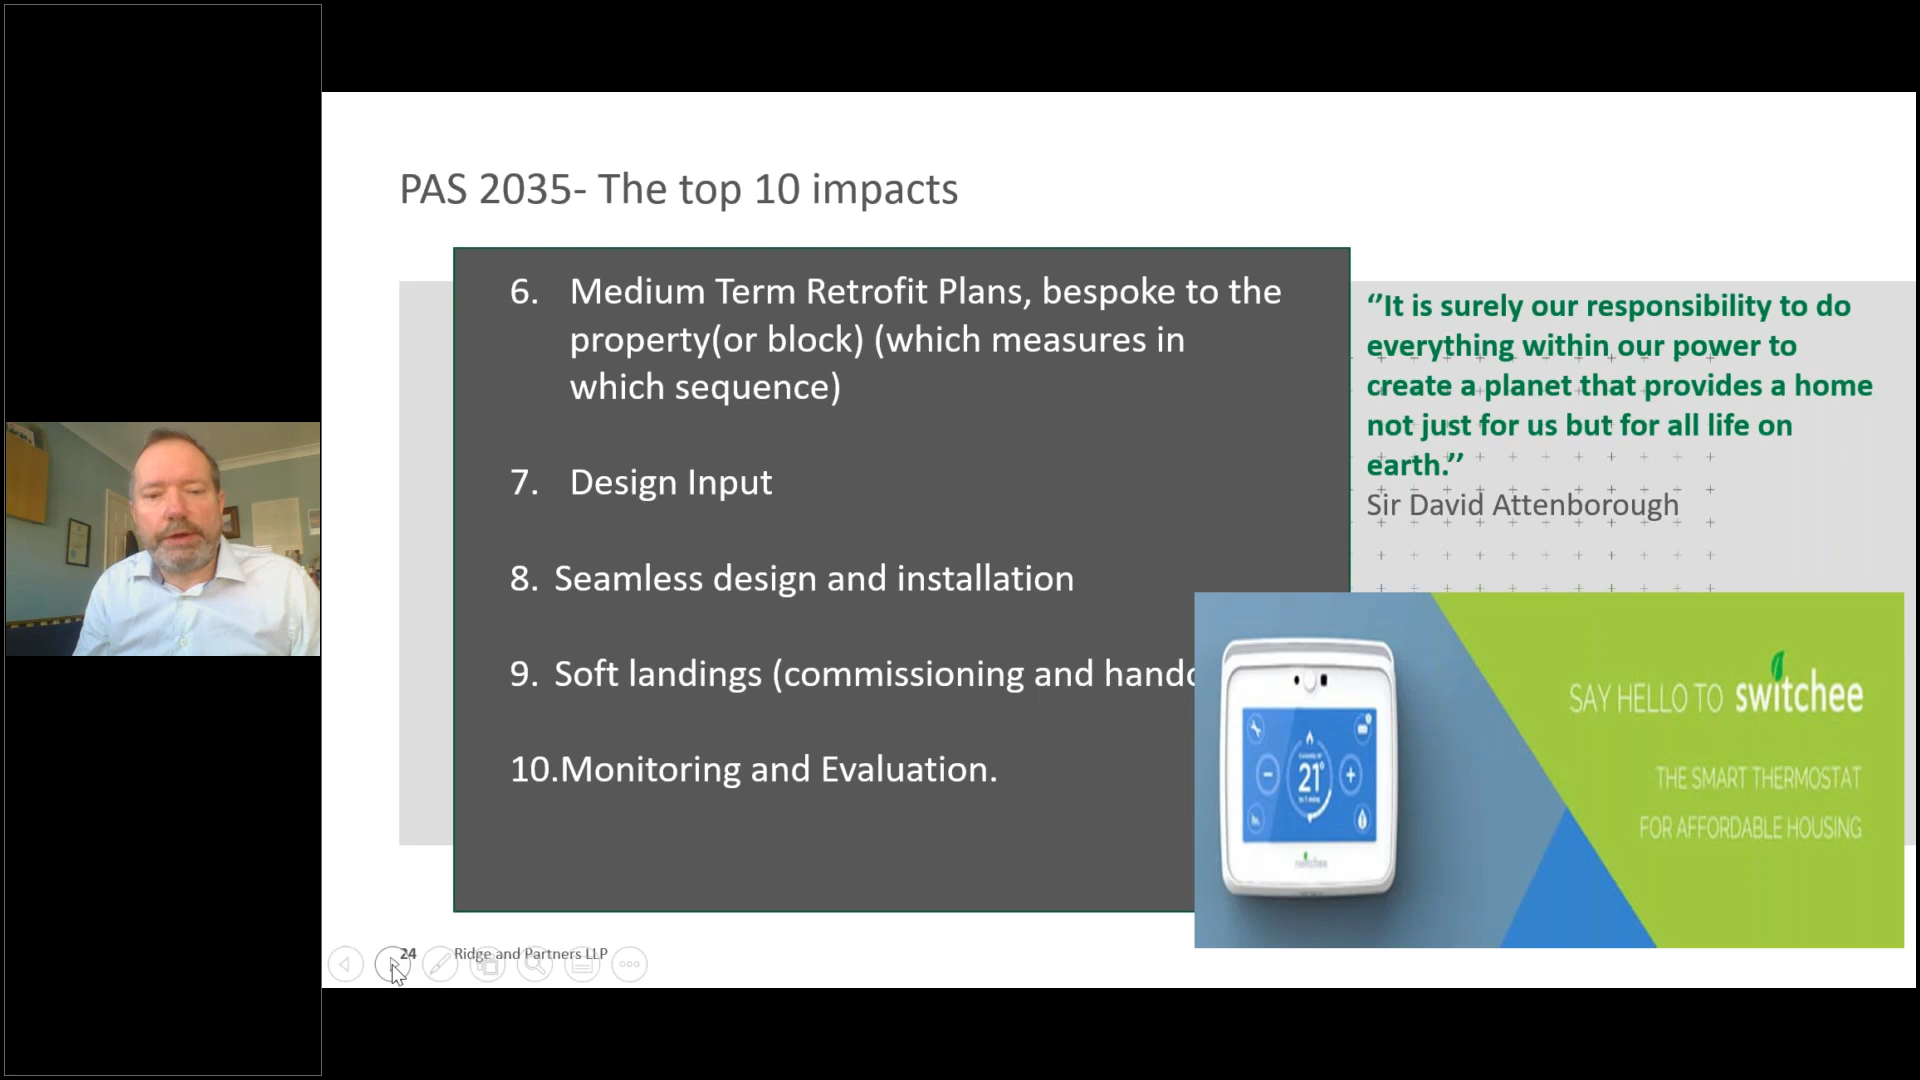 PAS 2035- The top 10 impacts
6. Medium Term Retrofit Plans, bespoke to the
property(or block) (which measures in
which sequence)
7. Design Input
8. Seamless design and installation
9. Soft landings (commissioning and
10.Monitoring and Evaluation.
‘’It is surely our responsibility to do
everything within our power to
create a planet that provides a home
not just for us but for all life on
earth.’’
Sir David Attenborough
21°
switchee
SAY HELLO TO switchee
THE SMART THERMOSTAT
FOR AFFORDABLE HOUSING
24 Ridge and Partners LLP